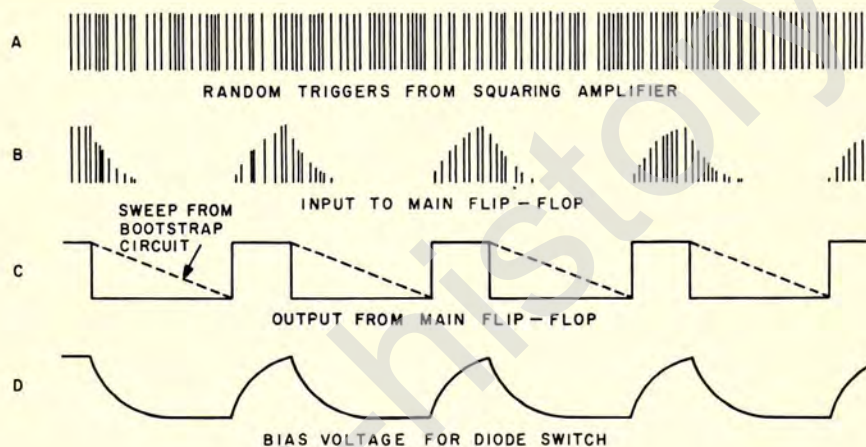 A
RANDOM TRIGGERS FROM SQUARING AMPLIFIER
B
INPUT TO MAIN FLIP-FLOP
SWEEP FROM
BOOTSTRAP
CIRCUIT
C
OUTPUT FROM MAIN FLIP-FLOP
D
BIAS VOLTAGE FOR DIODE SWITCH
-history